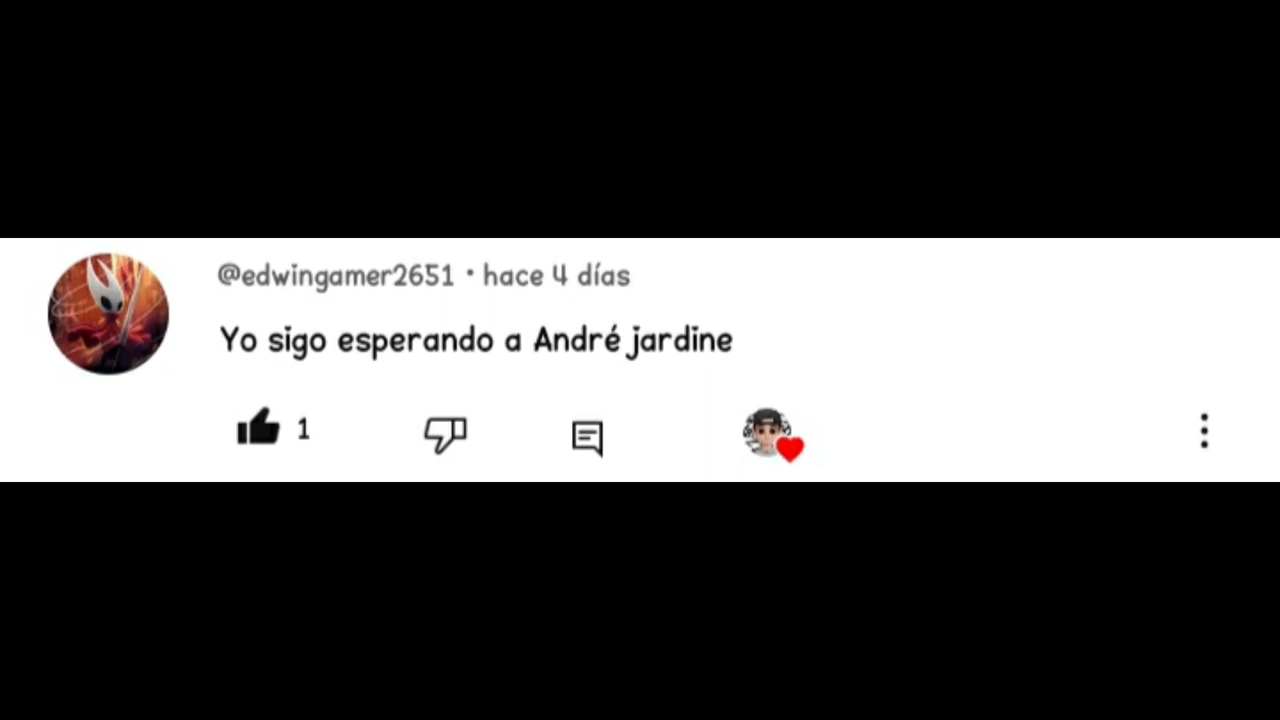 @edwingamer2651 • hace 4 días
Yo sigo esperando a André jardine
1